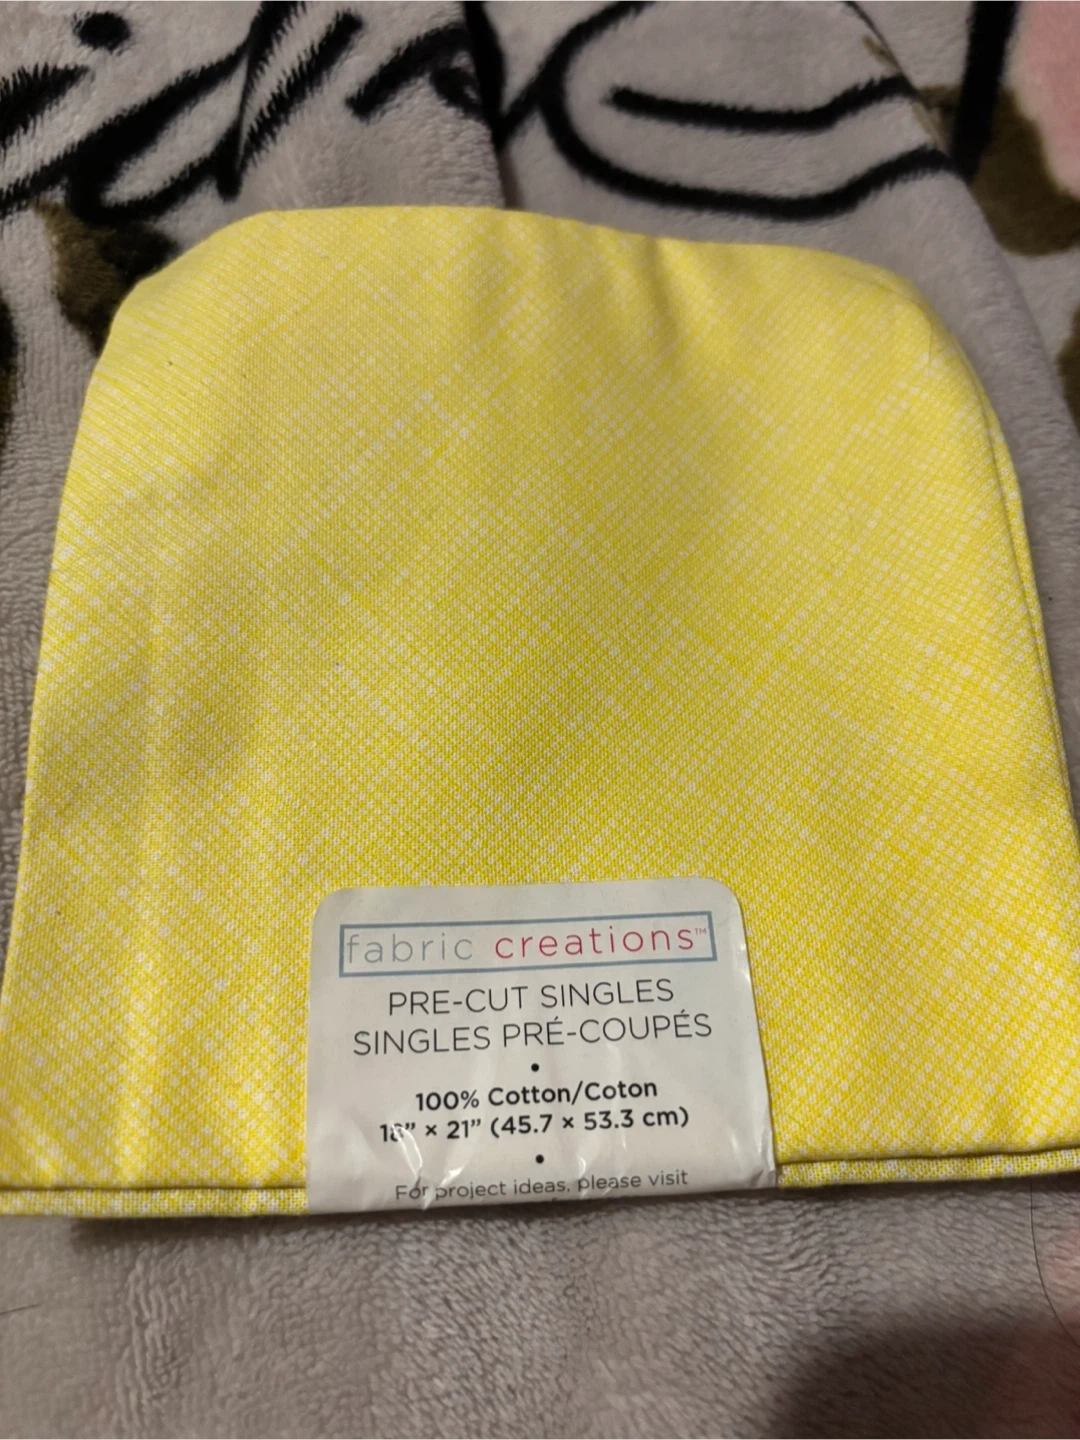 fabric creations™
PRE-CUT SINGLES
SINGLES PRÉ-COUPÉS
•
100% Cotton/Coton
18” × 21” (45.7 × 53.3 cm)
•
For project ideas, please visit